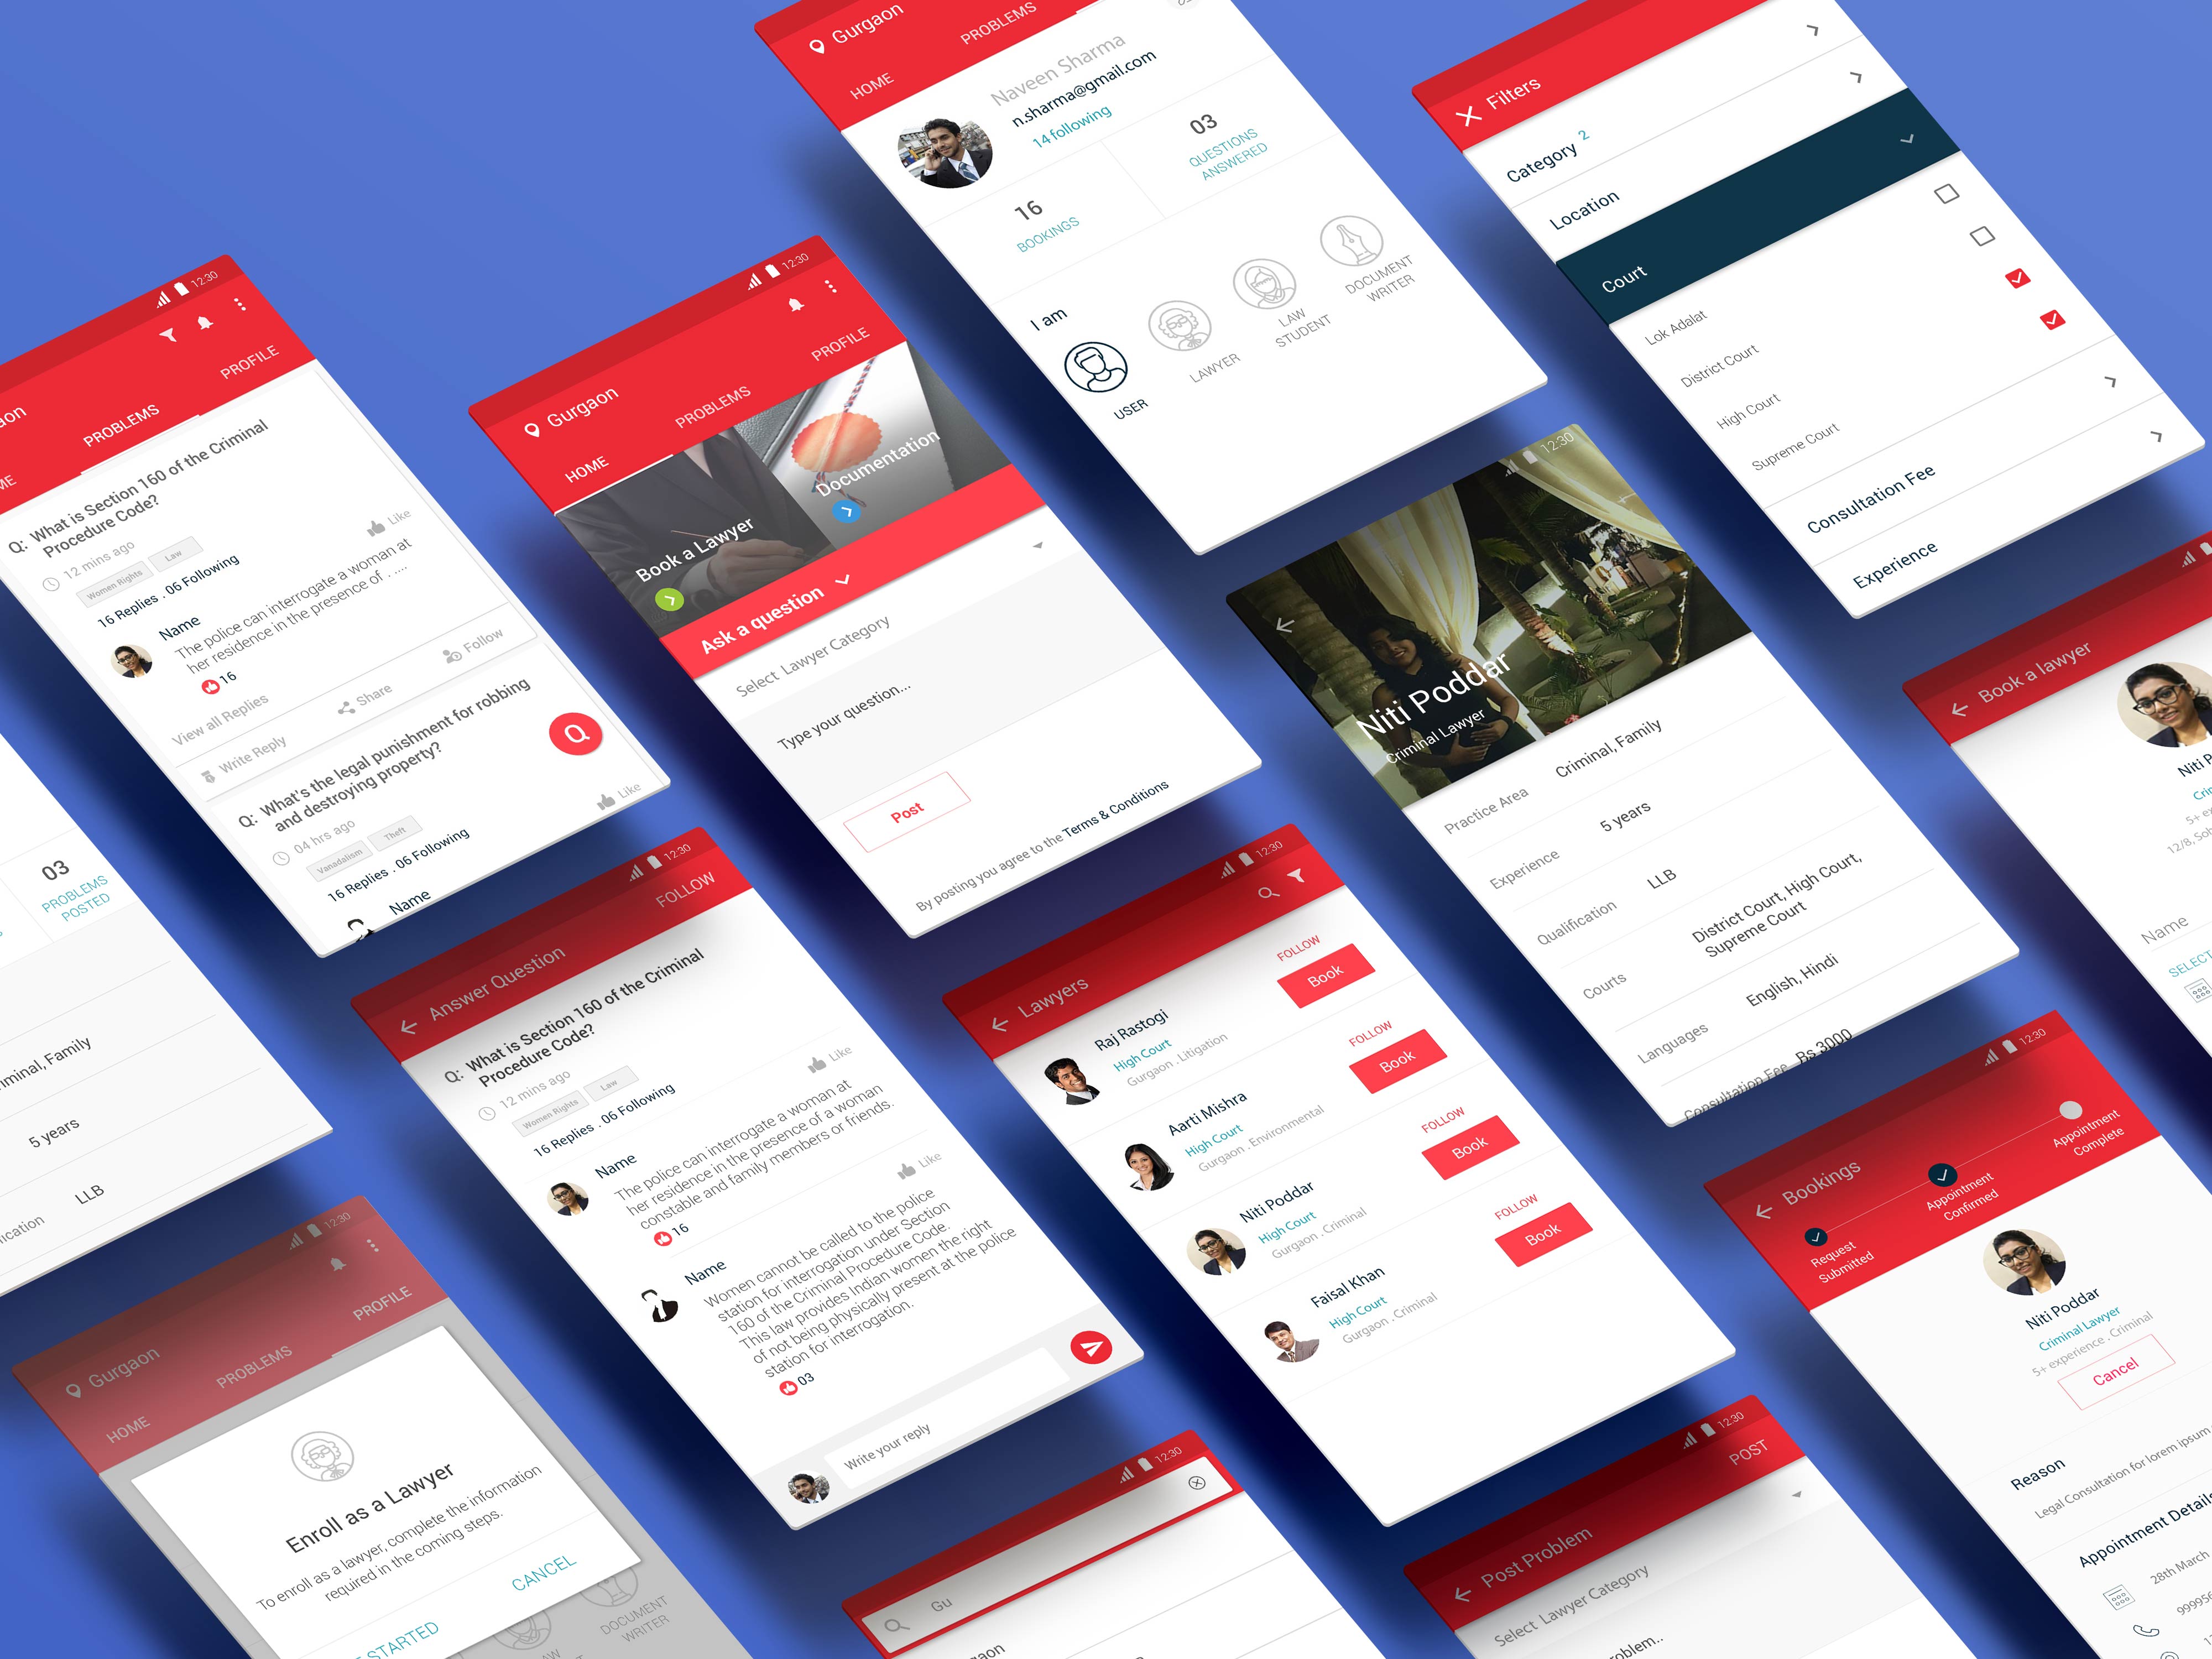 12:30
PROBLEMS
PROFILE
Q: What is Section 160 of the Criminal
Procedure Code?
12 mins ago
Women Rights
Law
16 Replies . 06 Following
Like
Name
The police can interrogate a woman at
her residence in the presence of . ....
16
View all Replies
Share
Follow
Write Reply
Q: What's the legal punishment for robbing
and destroying property?
04 hrs ago
Vanadalism
Theft
16 Replies . 06 Following
Like
Name
Q
12:30
Gurgaon
HOME
PROBLEMS
PROFILE
Book a Lawyer
Documentation
Ask a question
Select Lawyer Category
Type your question...
Post
By posting you agree to the Terms & Conditions
Gurgaon
HOME
PROBLEMS
Naveen Sharma
n.sharma@gmail.com
14 following
16
BOOKINGS
03
QUESTIONS
ANSWERED
I am
USER
LAWYER
LAW
STUDENT
DOCUMENT
WRITER
Filters
Category 2
Location
Court
Lok Adalat
District Court
High Court
Supreme Court
Consultation Fee
Experience
03
PROBLEMS
POSTED
Family
5 years
LLB
12:30
FOLLOW
Answer Question
Q: What is Section 160 of the Criminal
Procedure Code?
12 mins ago
Women Rights
Law
16 Replies . 06 Following
Like
Name
The police can interrogate a woman at
her residence in the presence of a woman
constable and family members or friends.
16
Like
Name
Women cannot be called to the police
station for interrogation under Section
160 of the Criminal Procedure Code.
This law provides Indian women the right
of not being physically present at the police
station for interrogation.
03
Write your reply
12:30
Lawyers
Raj Rastogi
High Court
Gurgaon . Litigation
FOLLOW
Book
Aarti Mishra
High Court
Gurgaon . Environmental
FOLLOW
Book
Niti Poddar
High Court
Gurgaon . Criminal
FOLLOW
Book
Faisal Khan
High Court
Gurgaon . Criminal
FOLLOW
Book
12:30
Niti Poddar
Criminal Lawyer
Practice Area
Criminal, Family
Experience
5 years
Qualification
LLB
Courts
District Court, High Court,
Supreme Court
Languages
English, Hindi
Consultation Fee
Rs 3000
Book a lawyer
Niti
5+
12/8,
Name
SELECT
12:30
Gurgaon
HOME
PROBLEMS
PROFILE
Enroll as a Lawyer
To enroll as a lawyer, complete the information
required in the coming steps.
STARTED
CANCEL
DOCUMENT
WRITER
12:30
Gu
12:30
POST
Post Problem
Select Lawyer Category
12:30
Bookings
Request
Submitted
Appointment
Confirmed
Appointment
Complete
Niti Poddar
Criminal Lawyer
5+ experience . Criminal
Cancel
Reason
Legal Consultation for lorem ipsum
Appointment Details
28th March